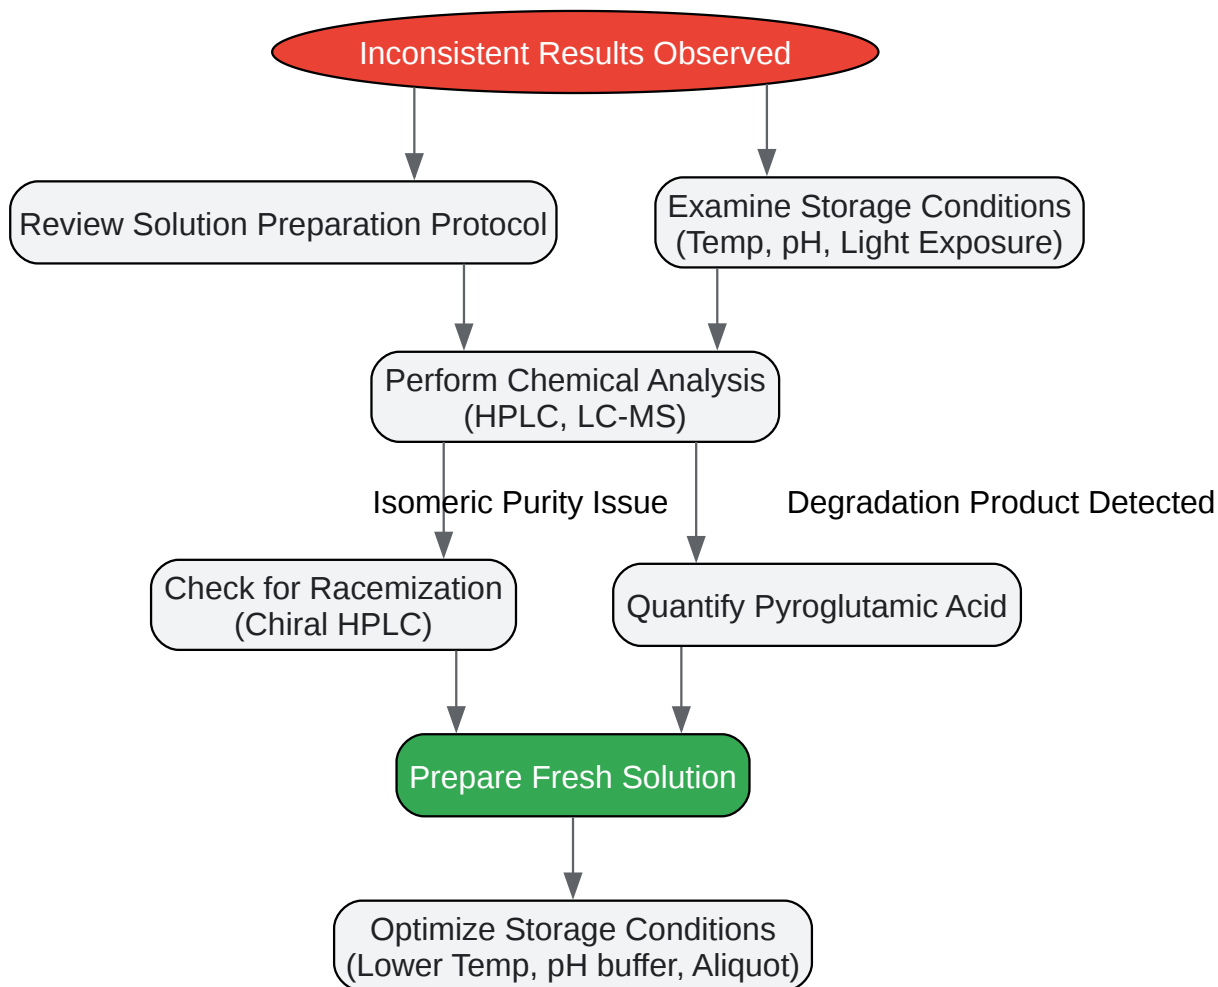 Inconsistent Results Observed
Review Solution Preparation Protocol
Examine Storage Conditions
(Temp, pH, Light Exposure)
Perform Chemical Analysis
(HPLC, LC-MS)
Isomeric Purity Issue
Degradation Product Detected
Check for Racemization
(Chiral HPLC)
Quantify Pyroglutamic Acid
Prepare Fresh Solution
Optimize Storage Conditions
(Lower Temp, pH buffer, Aliquot)